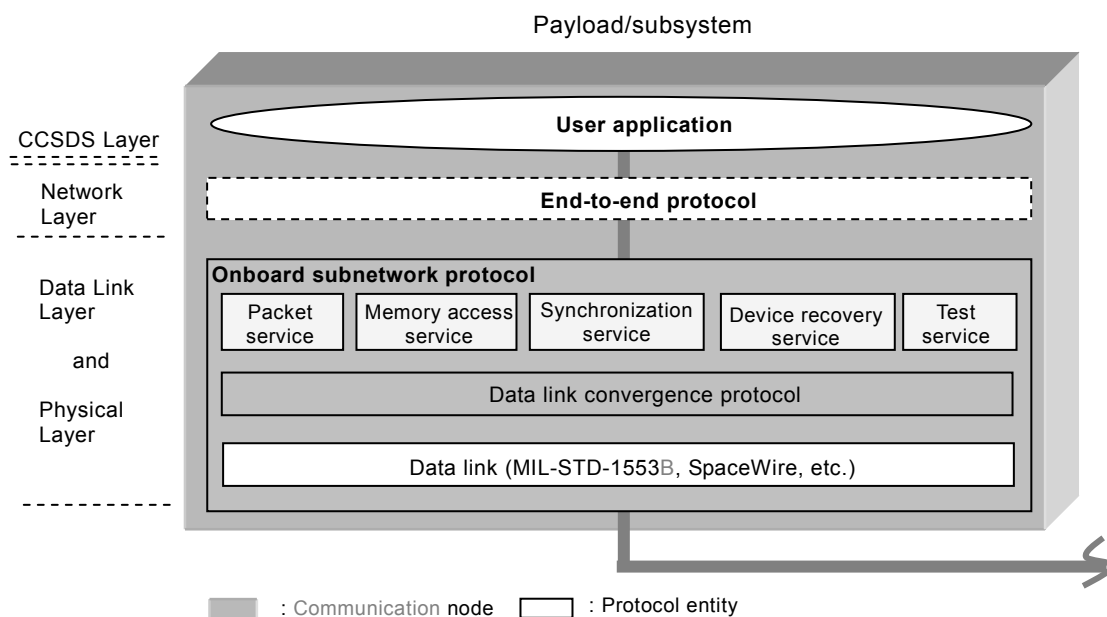 Payload/subsystem
User application
CCSDS Layer
Network
Layer
End-to-end protocol
Onboard subnetwork protocol
Data Link
Layer
and
Physical
Layer
Packet
service
Memory access
service
Synchronization
service
Device recovery
service
Test
service
Data link convergence protocol
Data link (MIL-STD-1553B, SpaceWire, etc.)
: Communication node
: Protocol entity